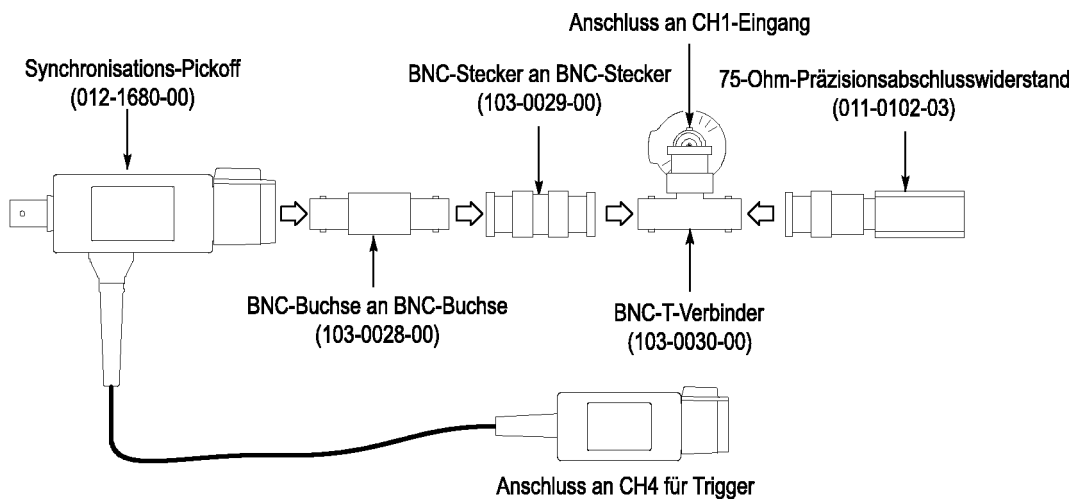 Anschluss an CH1-Eingang
Synchronisations-Pickoff
(012-1680-00)
BNC-Stecker an BNC-Stecker
(103-0029-00)
75-Ohm-Präzisionsabschlusswiderstand
(011-0102-03)
BNC-Buchse an BNC-Buchse
(103-0028-00)
BNC-T-Verbinder
(103-0030-00)
Anschluss an CH4 für Trigger